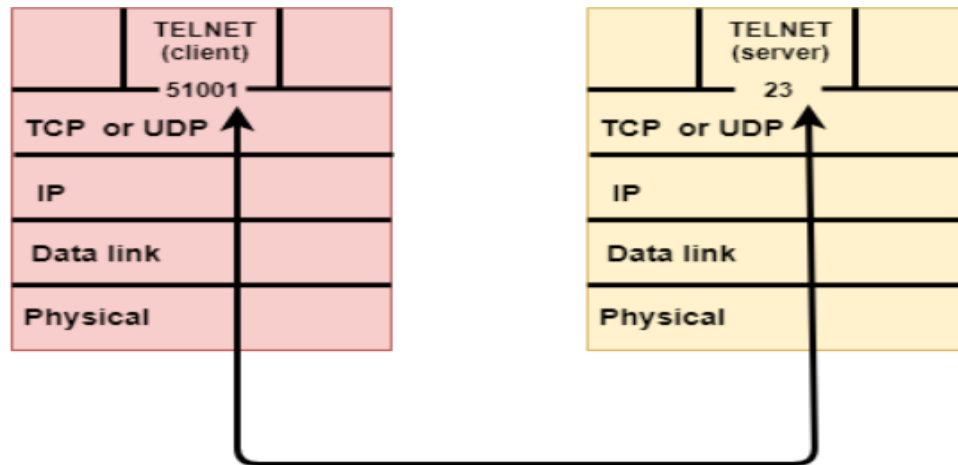 TELNET
(client)
51001
TCP or UDP
IP
Data link
Physical
TELNET
(server)
23
TCP or UDP
IP
Data link
Physical